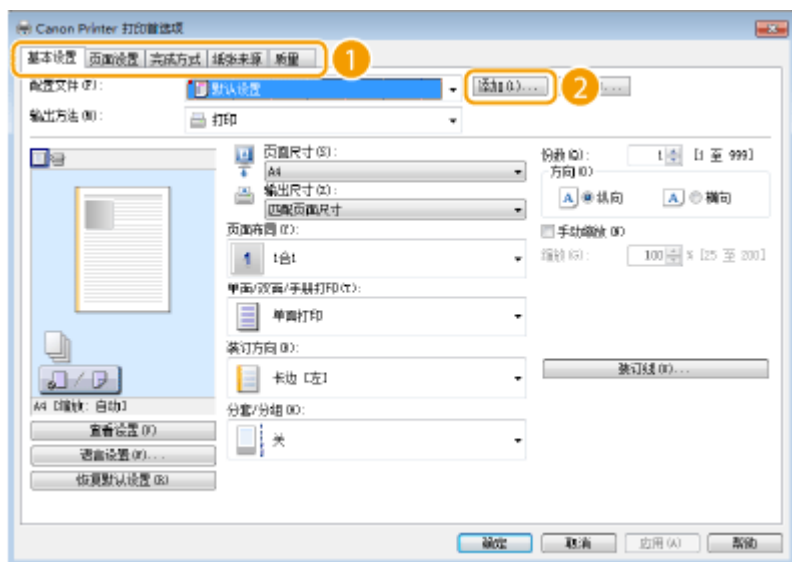 Canon Printer 打印首选项
基本设置 页面设置 完成方式 纸张来源 质量
1
配置文件(F): 默认设置 添加(1)... 2
输出方法(M): 打印
页面尺寸(S):
A4
输出尺寸(Z):
匹配页面尺寸
份数(Q): 1 [1 至 999]
方向(O)
A 纵向 A 横向
页面布局(Y):
1 1合1
手动缩放(W)
缩放(G): 100 % [25 至 200]
单面/双面/手册打印(T):
单面打印
装订方向(B):
长边 [左]
装订线(U)...
A4 [缩放: 自动]
分套/分组(X):
关
查看设置(V)
语言设置(#)...
恢复默认设置(R)
确定 取消 应用(A) 帮助